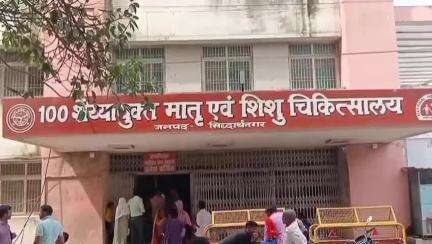 100 शैय्यायुक्त मातृ एवं शिशु चिकित्सालय
जनपद - सिद्धार्थनगर